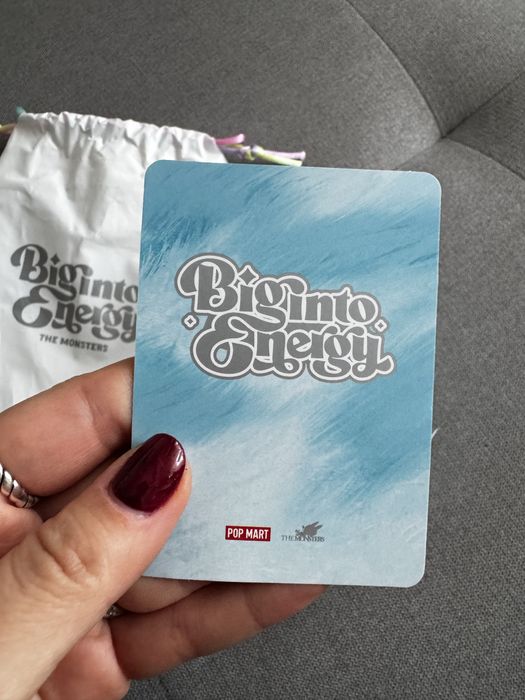 Big into
Energy
THE MONSTERS
Big into
Energy
POP MART
THE MONSTERS